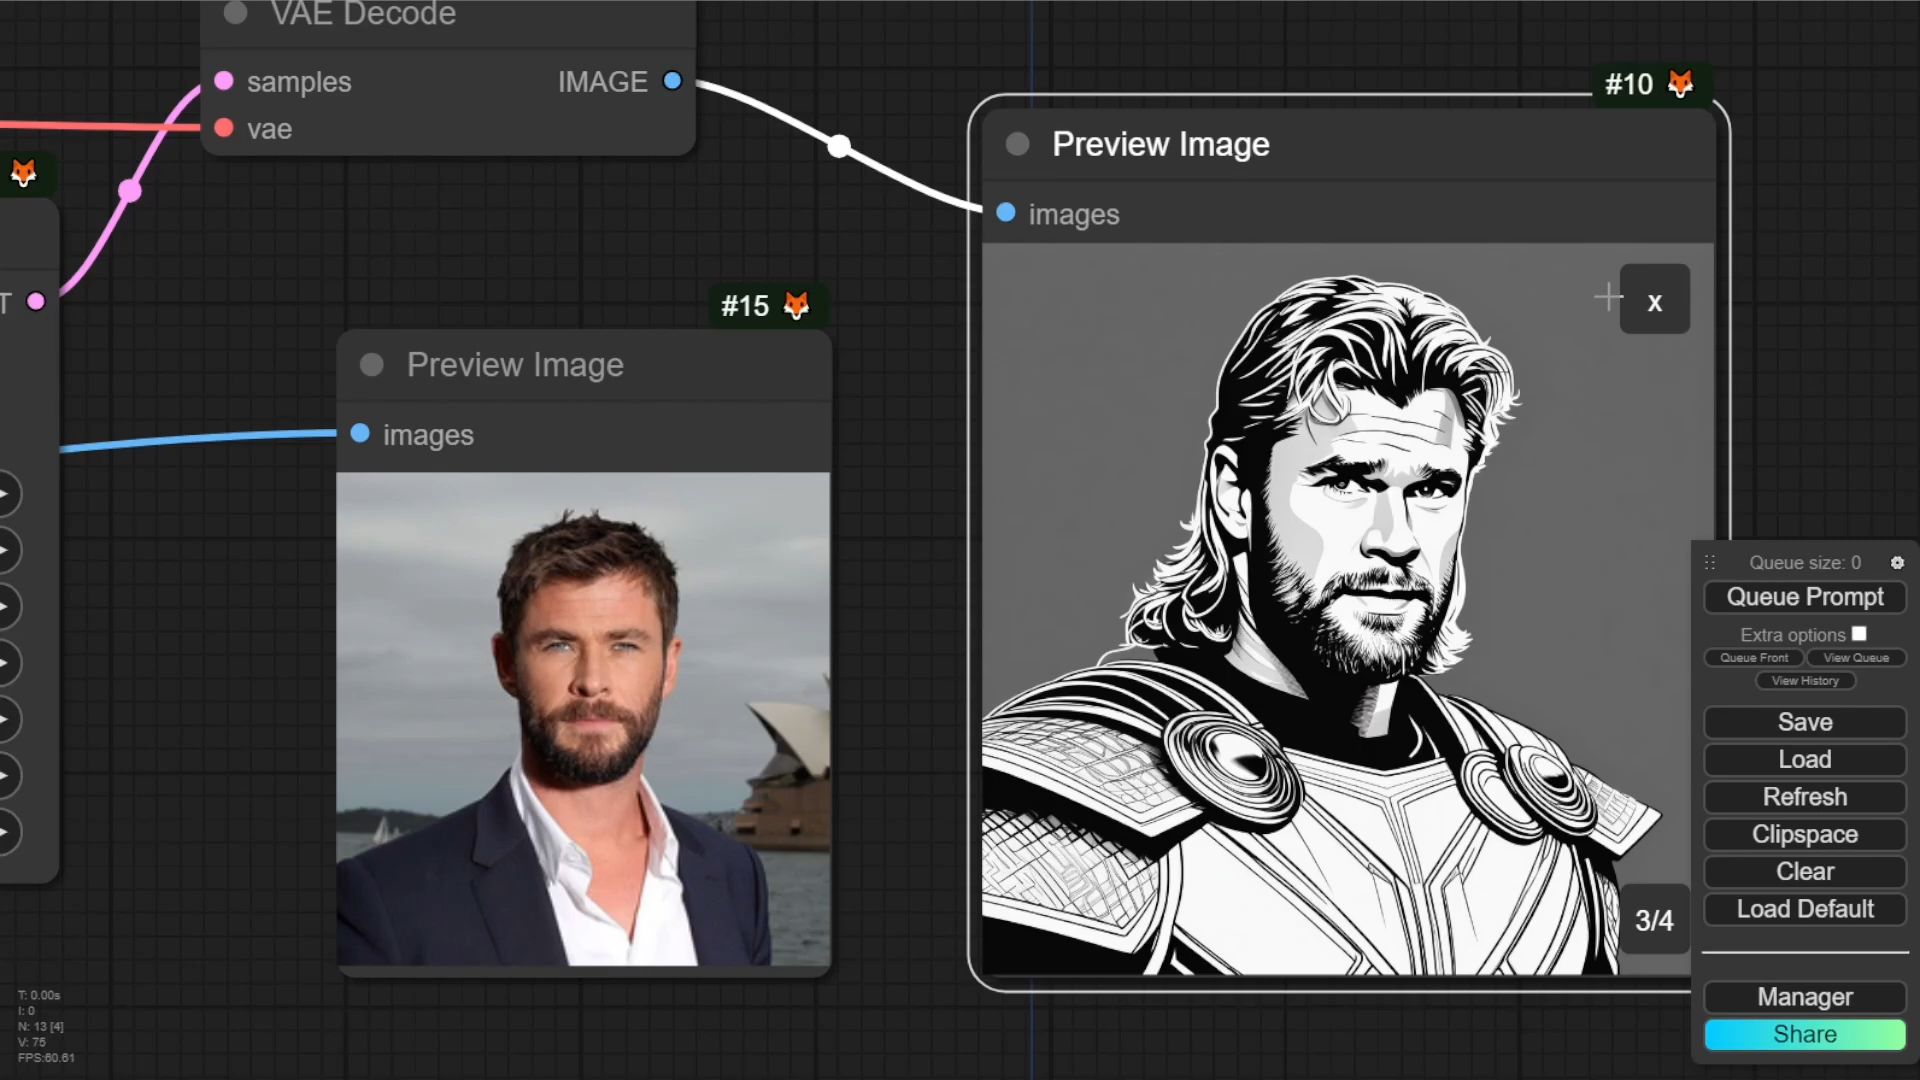 VAE Decode
samples
IMAGE
vae
T
#10
Preview Image
images
x
3/4
#15
Preview Image
images
Queue size: 0
Queue Prompt
Extra options
Queue Front
View Queue
View History
Save
Load
Refresh
Clipspace
Clear
Load Default
Manager
Share
T: 0.00s
I: 0
N: 13 [4]
V: 75
FPS:60.61